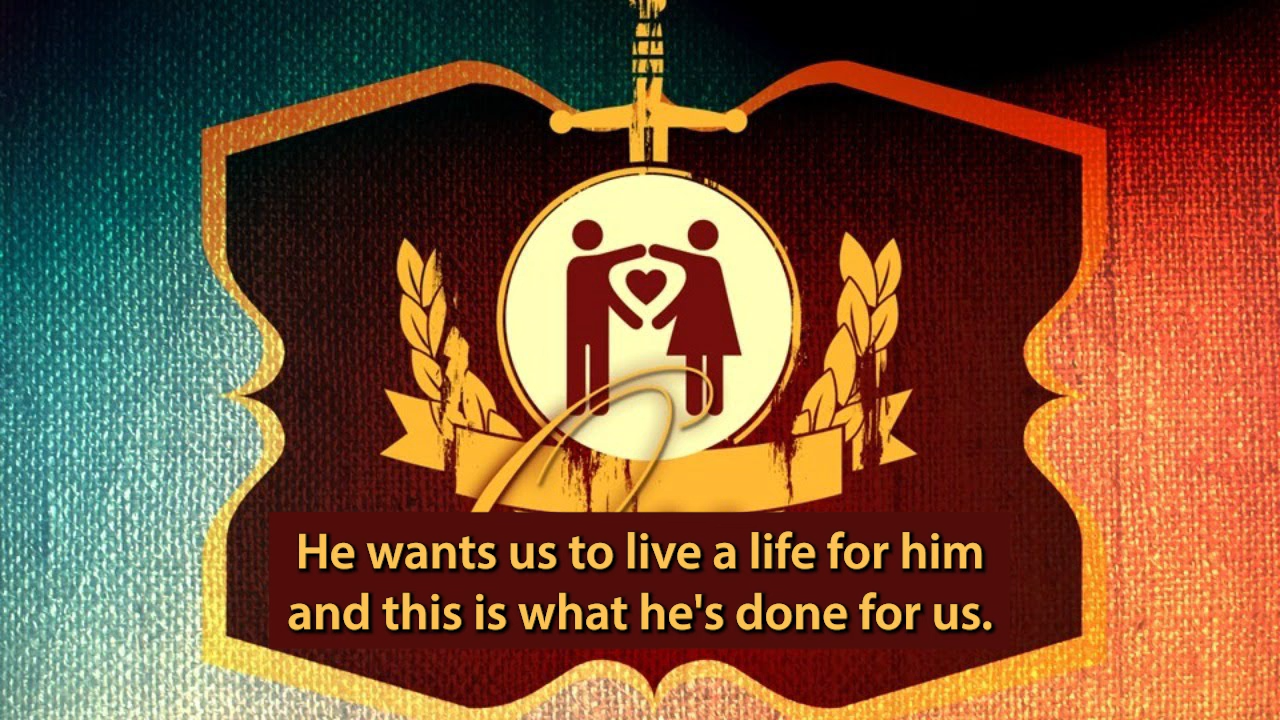 He wants us to live a life for him
and this is what he's done for us.